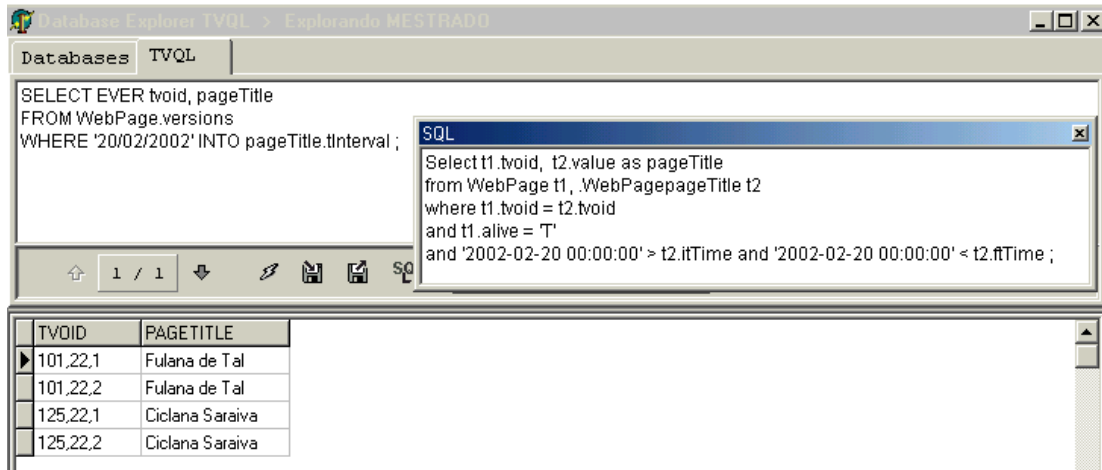 Database Explorer TVQL > Explorando MESTRADO
Databases TVQL
SELECT EVER tvoid, pageTitle
FROM WebPage.versions
WHERE '20/02/2002' INTO pageTitle.tInterval ;
SQL
Select t1.tvoid, t2.value as pageTitle
from WebPage t1, .WebPagepageTitle t2
where t1.tvoid = t2.tvoid
and t1.alive = 'T'
and '2002-02-20 00:00:00' > t2.itTime and '2002-02-20 00:00:00' < t2.ftTime ;
1 / 1
TVOID PAGETITLE
101,22,1 Fulana de Tal
101,22,2 Fulana de Tal
125,22,1 Ciclana Saraiva
125,22,2 Ciclana Saraiva